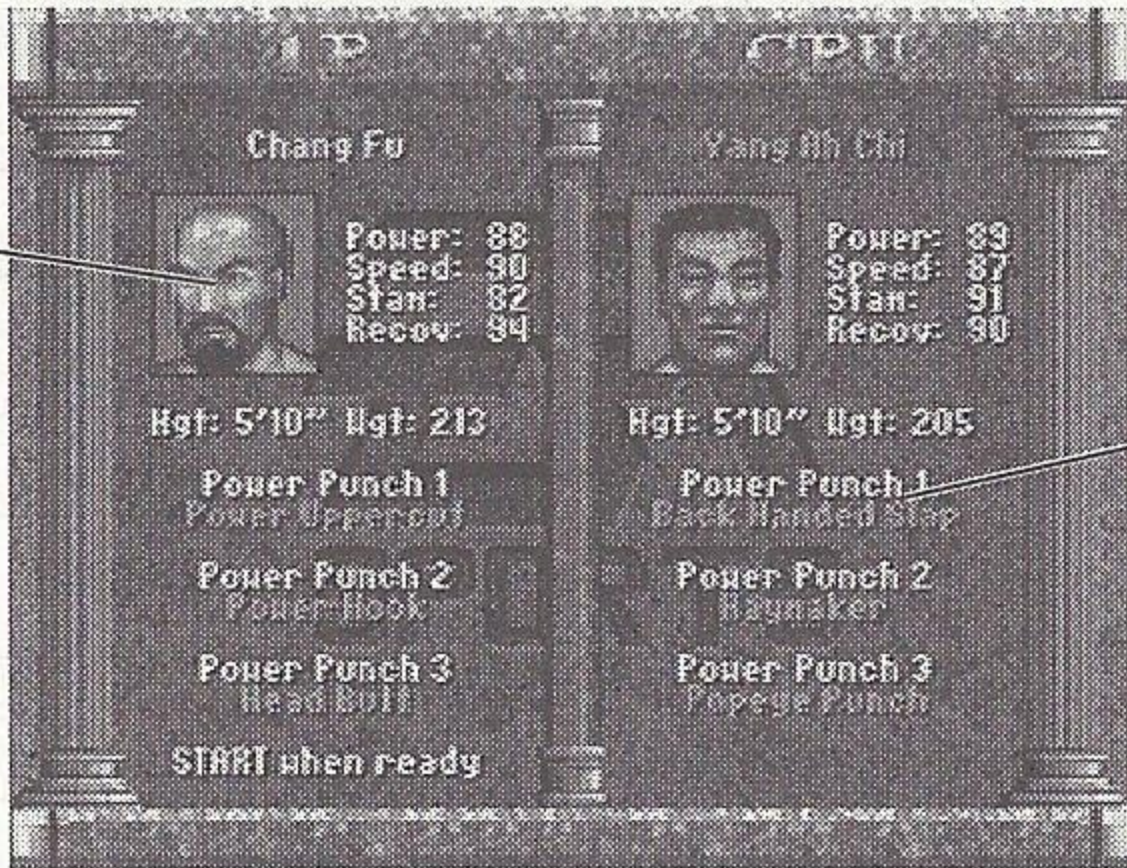 1P
CPU
Chang Fu
Power: 88
Speed: 90
Stam: 82
Recov: 94
Hgt: 5'10" Wgt: 213
Power Punch 1
Power Uppercut
Power Punch 2
Power Hook
Power Punch 3
Head Butt
START when ready
Yang Oh Chi
Power: 89
Speed: 87
Stam: 91
Recov: 90
Hgt: 5'10" Wgt: 205
Power Punch 1
Back Handed Slap
Power Punch 2
Haymaker
Power Punch 3
Popeye Punch